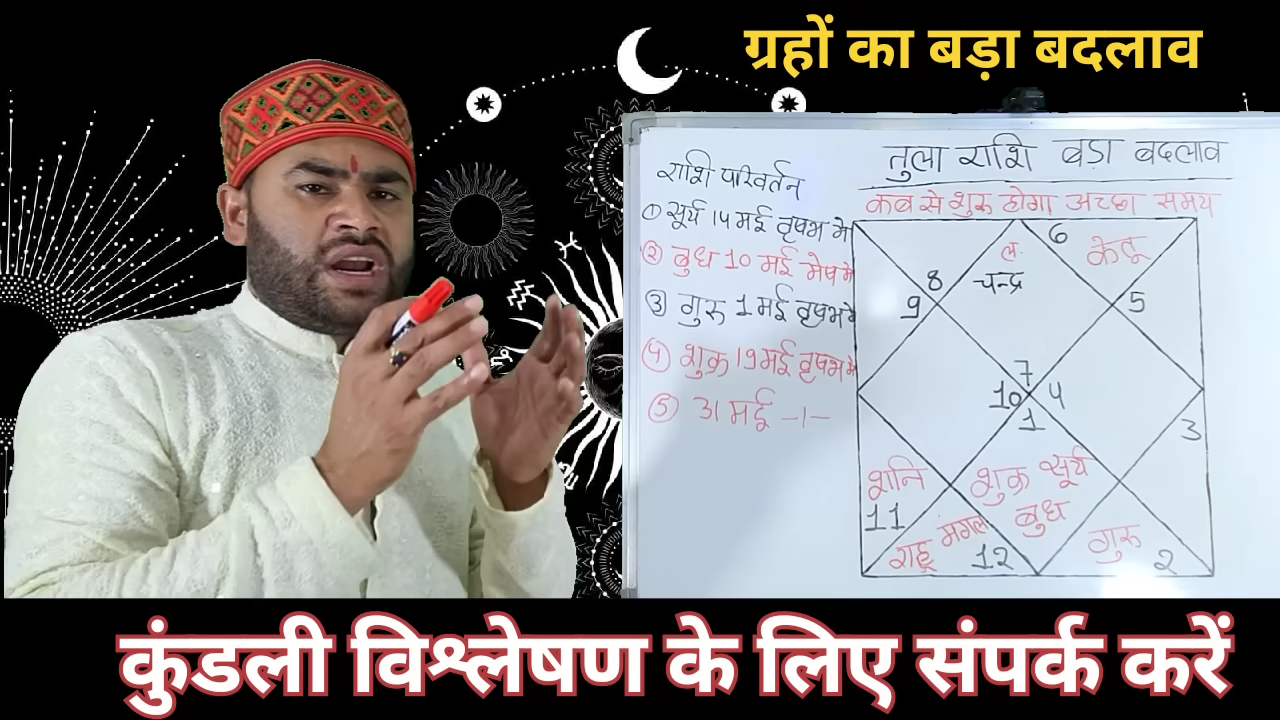 ग्रहों का बड़ा बदलाव
तुला राशि बड़ा बदलाव
कब से शुरू होगा अच्छा समय
राशि परिवर्तन
① सूर्य 14 मई वृषभ मे
② बुध 10 मई मेष मे
③ गुरु 1 मई वृषभ मे
④ शुक्र 19 मई वृषभ मे
⑤ 31 मई -1-
6
केतू
ल.
चन्द्र
8
9
5
7
10
4
1
3
शनि
11
शुक्र सूर्य
बुध
मंगल
राहू
12
गुरु
2
कुंडली विश्लेषण के लिए संपर्क करें